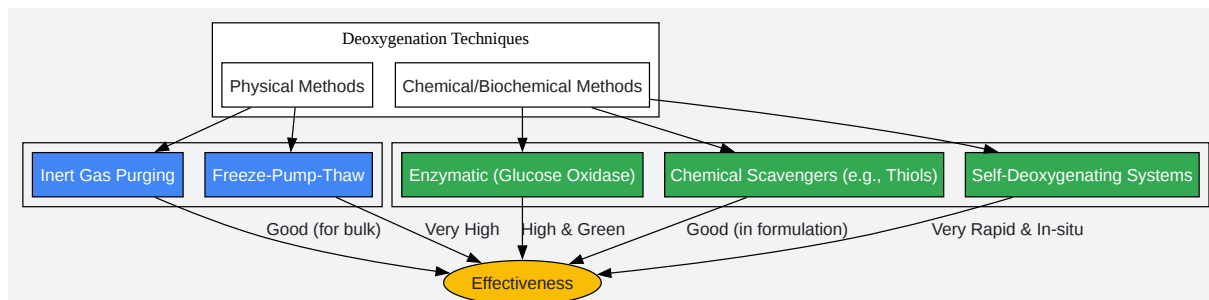 Deoxygenation Techniques
Physical Methods
Chemical/Biochemical Methods
Inert Gas Purging
Freeze-Pump-Thaw
Enzymatic (Glucose Oxidase)
Chemical Scavengers (e.g., Thiols)
Self-Deoxygenating Systems
Good (for bulk)
Very High
High & Green
Good (in formulation)
Very Rapid & In-situ
Effectiveness